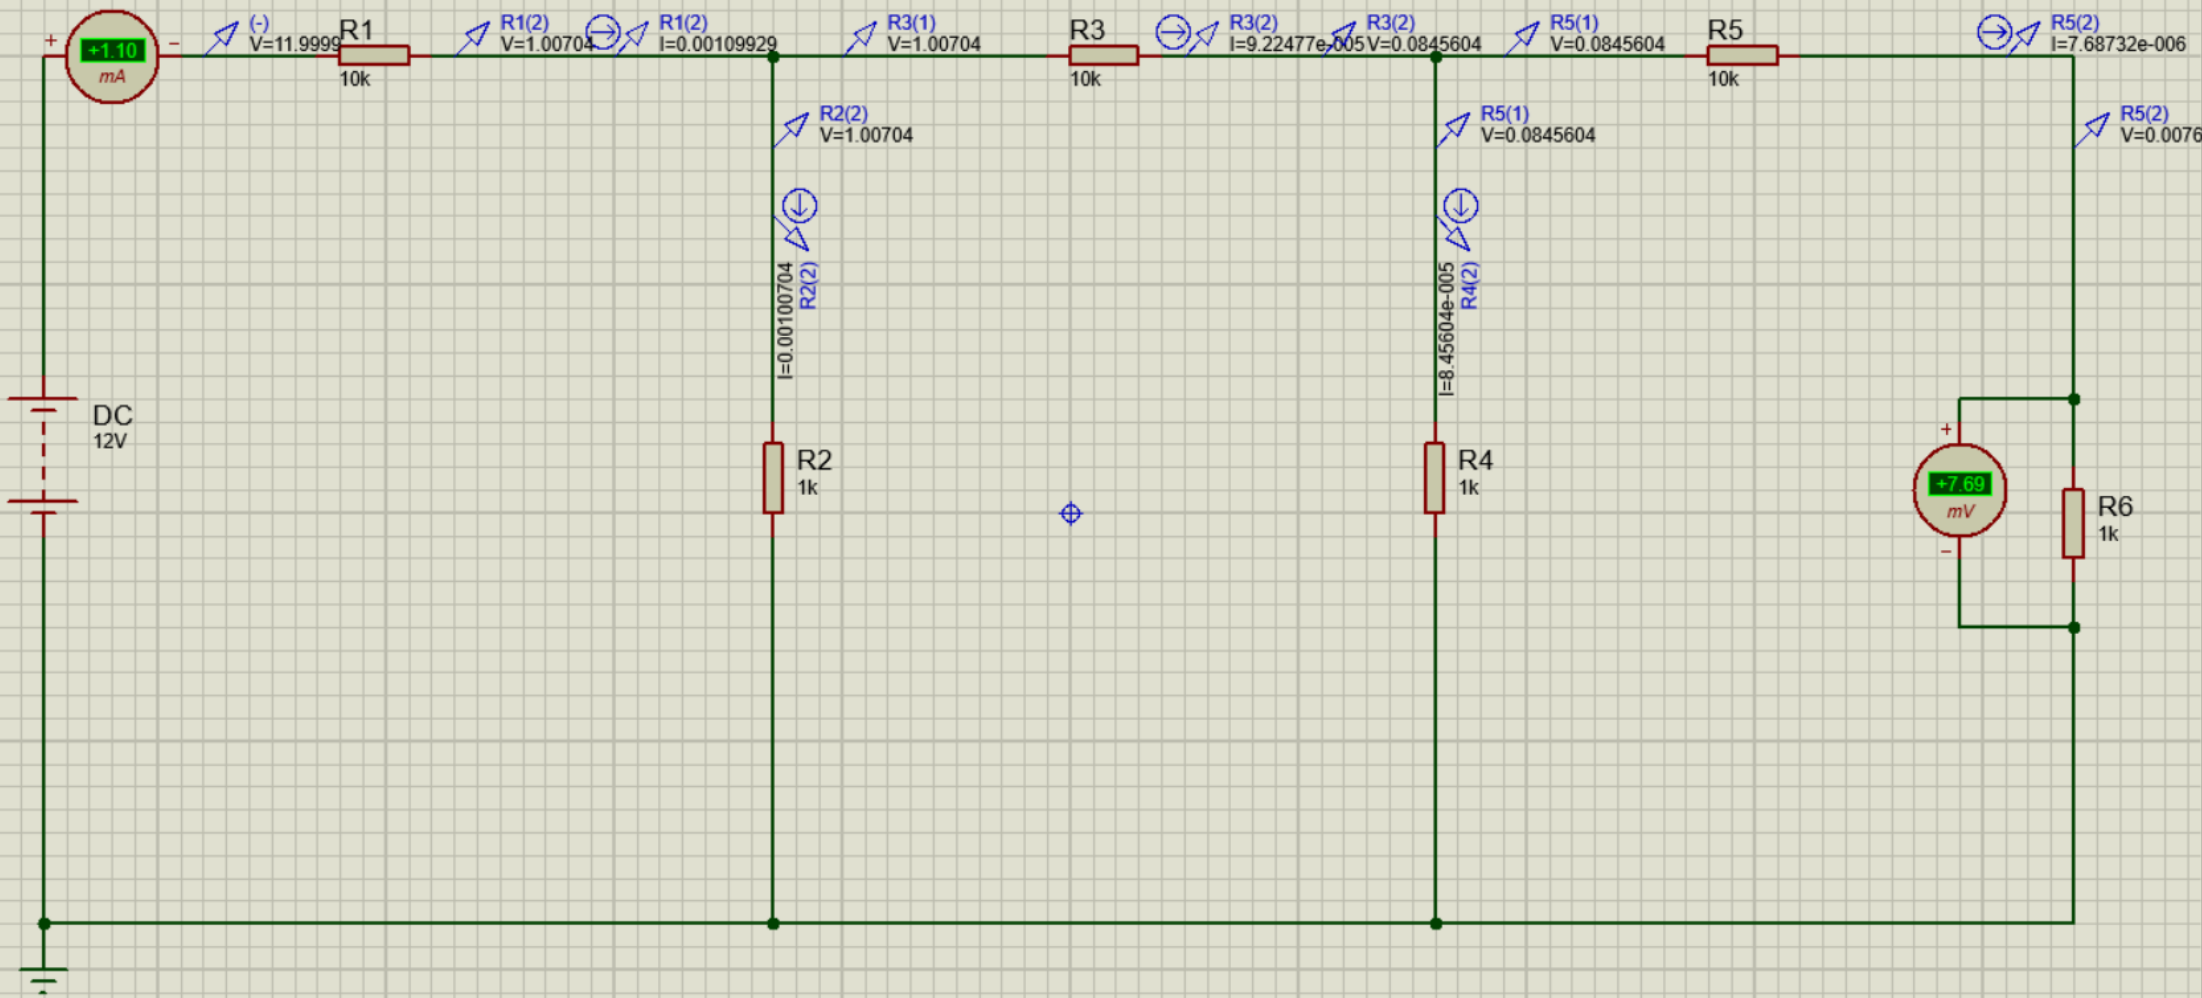 +
+1.10
mA
−
(-)
V=11.9999
R1
10k
R1(2)
V=1.00704
R1(2)
I=0.00109929
R3(1)
V=1.00704
R3
10k
R3(2)
I=9.22477e-005
R3(2)
V=0.0845604
R5(1)
V=0.0845604
R5
10k
R5(2)
I=7.68732e-006
R2(2)
V=1.00704
R5(1)
V=0.0845604
R5(2)
V=0.0076
I=0.00100704
R2(2)
I=8.45604e-005
R4(2)
DC
12V
R2
1k
R4
1k
+
+7.69
mV
−
R6
1k